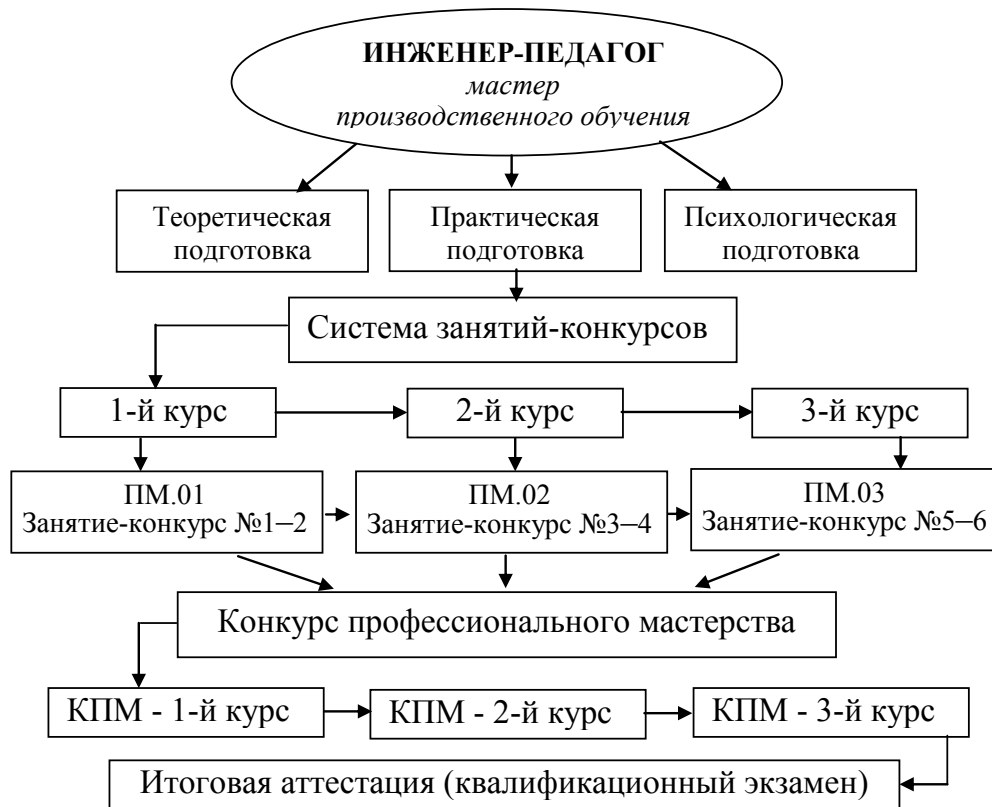 ИНЖЕНЕР-ПЕДАГОГ
мастер
производственного обучения
Теоретическая
подготовка
Практическая
подготовка
Психологическая
подготовка
Система занятий-конкурсов
1-й курс
2-й курс
3-й курс
ПМ.01
Занятие-конкурс №1–2
ПМ.02
Занятие-конкурс №3–4
ПМ.03
Занятие-конкурс №5–6
Конкурс профессионального мастерства
КПМ - 1-й курс
КПМ - 2-й курс
КПМ - 3-й курс
Итоговая аттестация (квалификационный экзамен)